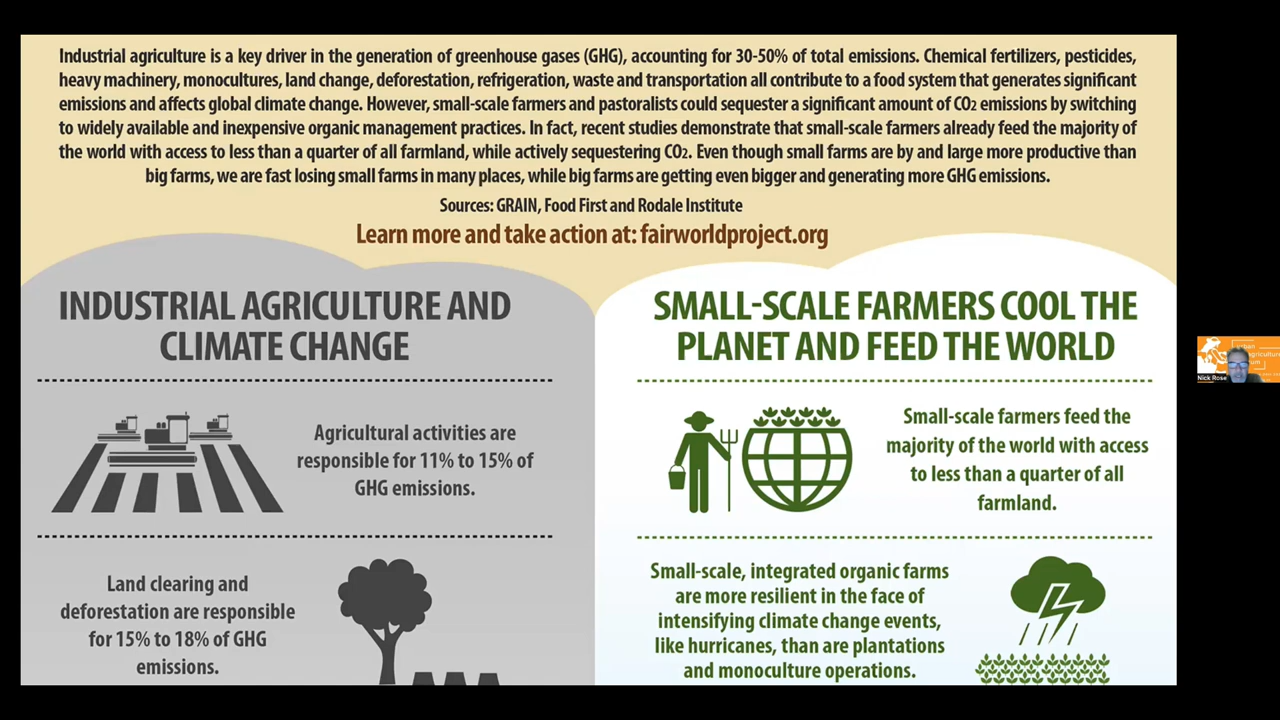 Industrial agriculture is a key driver in the generation of greenhouse gases (GHG), accounting for 30-50% of total emissions. Chemical fertilizers, pesticides,
heavy machinery, monocultures, land change, deforestation, refrigeration, waste and transportation all contribute to a food system that generates significant
emissions and affects global climate change. However, small-scale farmers and pastoralists could sequester a significant amount of CO2 emissions by switching
to widely available and inexpensive organic management practices. In fact, recent studies demonstrate that small-scale farmers already feed the majority of
the world with access to less than a quarter of all farmland, while actively sequestering CO2. Even though small farms are by and large more productive than
big farms, we are fast losing small farms in many places, while big farms are getting even bigger and generating more GHG emissions.
Sources: GRAIN, Food First and Rodale Institute
Learn more and take action at: fairworldproject.org
INDUSTRIAL AGRICULTURE AND
CLIMATE CHANGE
Agricultural activities are
responsible for 11% to 15% of
GHG emissions.
Land clearing and
deforestation are responsible
for 15% to 18% of GHG
emissions.
SMALL-SCALE FARMERS COOL THE
PLANET AND FEED THE WORLD
Small-scale farmers feed the
majority of the world with access
to less than a quarter of all
farmland.
Small-scale, integrated organic farms
are more resilient in the face of
intensifying climate change events,
like hurricanes, than are plantations
and monoculture operations.
Nick Rose